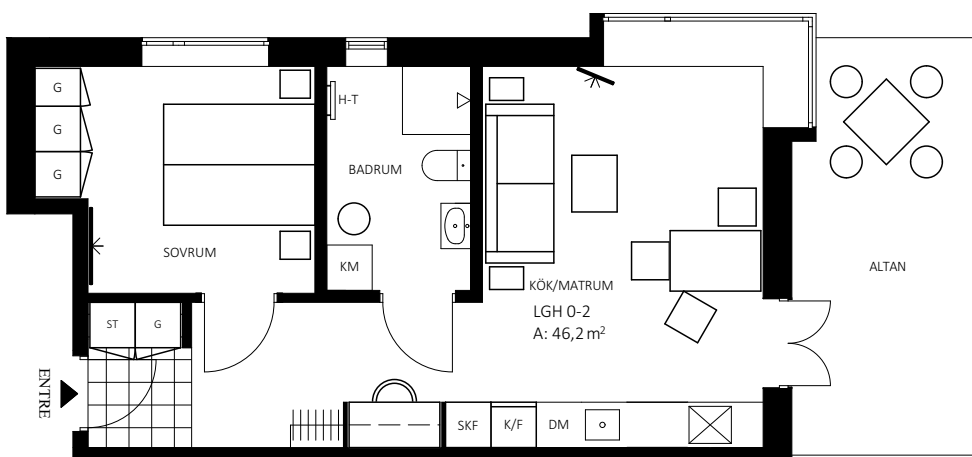 G
G
G
H-T
BADRUM
SOVRUM
KM
KÖK/MATRUM
LGH 0-2
A: 46,2 m²
ALTAN
ST
G
ENTRE
SKF
K/F
DM